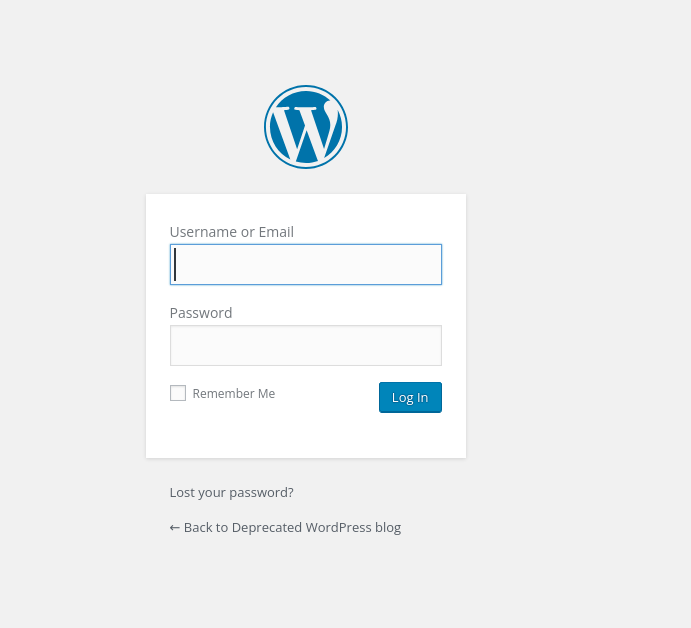 Username or Email
Password
Remember Me
Log In
Lost your password?
← Back to Deprecated WordPress blog